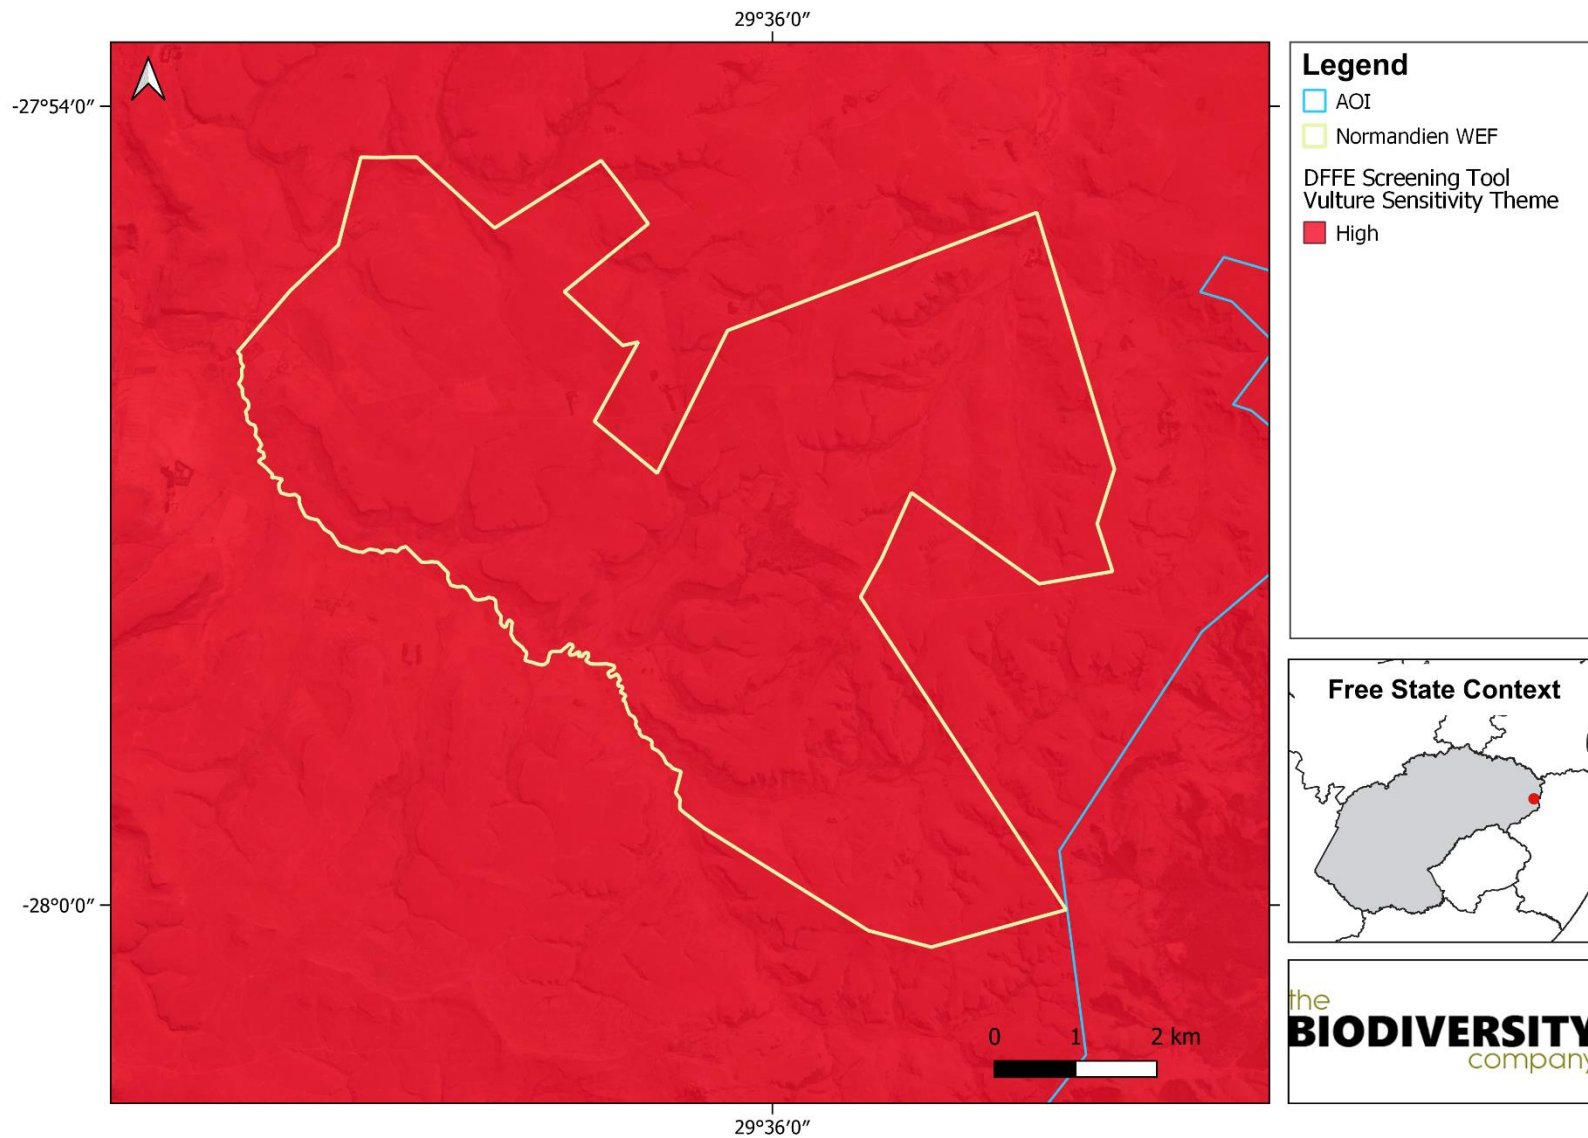 29°36′0″
-27°54′0″
Legend
AOI
Normandien WEF
DFFE Screening Tool
Vulture Sensitivity Theme
High
Free State Context
-28°0′0″
0 1 2 km
the
BIODIVERSITY
company
29°36′0″